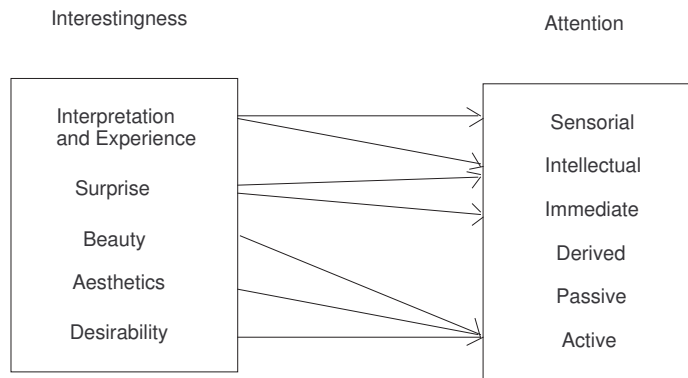 Interestingness
Attention
Interpretation
and Experience
Surprise
Beauty
Aesthetics
Desirability
Sensorial
Intellectual
Immediate
Derived
Passive
Active